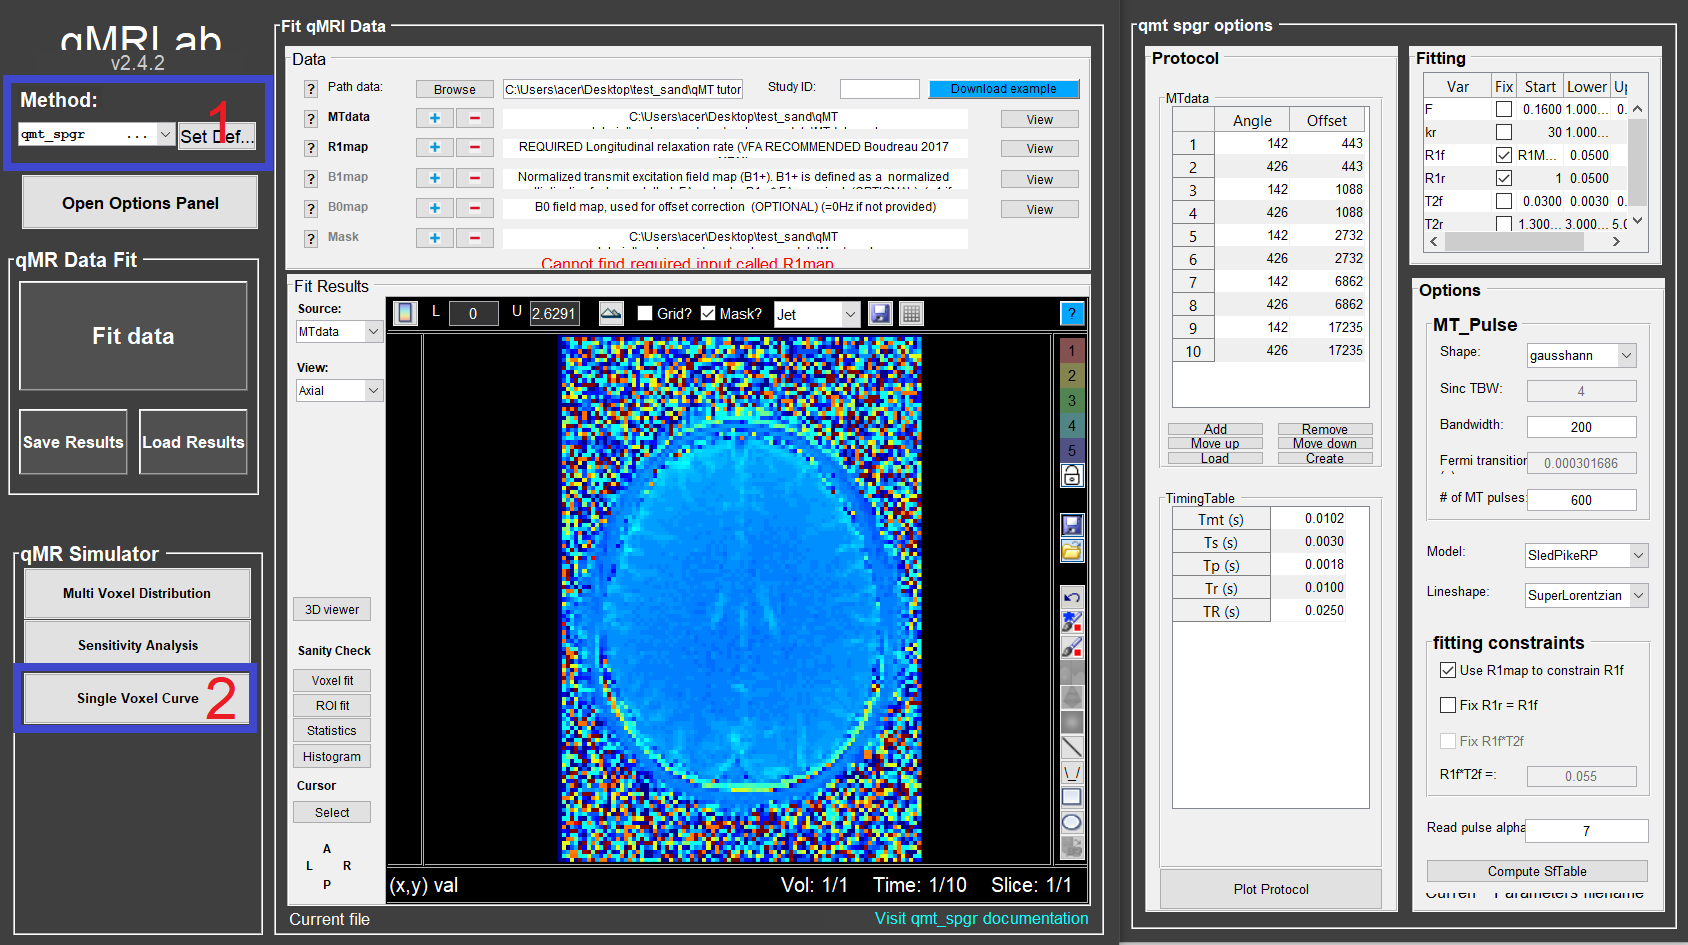 qMRLab
v2.4.2
Method:
1
qmt_spgr ...
Set Def...
Open Options Panel
qMR Data Fit
Fit data
Save Results
Load Results
qMR Simulator
Multi Voxel Distribution
Sensitivity Analysis
Single Voxel Curve
2
Fit qMRI Data
Data
? Path data: Browse C:\Users\acer\Desktop\test_sand\qMT tutor Study ID: Download example
? MTdata + − C:\Users\acer\Desktop\test_sand\qMT View
? R1map + − REQUIRED Longitudinal relaxation rate (VFA RECOMMENDED Boudreau 2017 View
? B1map + − Normalized transmit excitation field map (B1+). B1+ is defined as a normalized View
? B0map + − B0 field map, used for offset correction (OPTIONAL) (=0Hz if not provided) View
? Mask + − C:\Users\acer\Desktop\test_sand\qMT
Cannot find required input called R1map
Fit Results
Source:
MTdata
View:
Axial
L 0 U 2.6291 Grid? Mask? Jet ?
1
2
3
4
5
3D viewer
Sanity Check
Voxel fit
ROI fit
Statistics
Histogram
Cursor
Select
A
L R
P
(x,y) val Vol: 1/1 Time: 1/10 Slice: 1/1
Current file Visit qmt_spgr documentation
qmt spgr options
Protocol
MTdata
Angle Offset
1 142 443
2 426 443
3 142 1088
4 426 1088
5 142 2732
6 426 2732
7 142 6862
8 426 6862
9 142 17235
10 426 17235
Add Remove
Move up Move down
Load Create
TimingTable
Tmt (s) 0.0102
Ts (s) 0.0030
Tp (s) 0.0018
Tr (s) 0.0100
TR (s) 0.0250
Plot Protocol
Fitting
Var Fix Start Lower Up
F 0.1600 1.000...
kr 30 1.000...
R1f R1M... 0.0500
R1r 1 0.0500
T2f 0.0300 0.0030 0.
T2r 1.300... 3.000... 5.0
Options
MT_Pulse
Shape: gausshann
Sinc TBW: 4
Bandwidth: 200
Fermi transition 0.000301686
# of MT pulses: 600
Model: SledPikeRP
Lineshape: SuperLorentzian
fitting constraints
Use R1map to constrain R1f
Fix R1r = R1f
Fix R1f*T2f
R1f*T2f =: 0.055
Read pulse alpha 7
Compute SfTable
Parameters filename